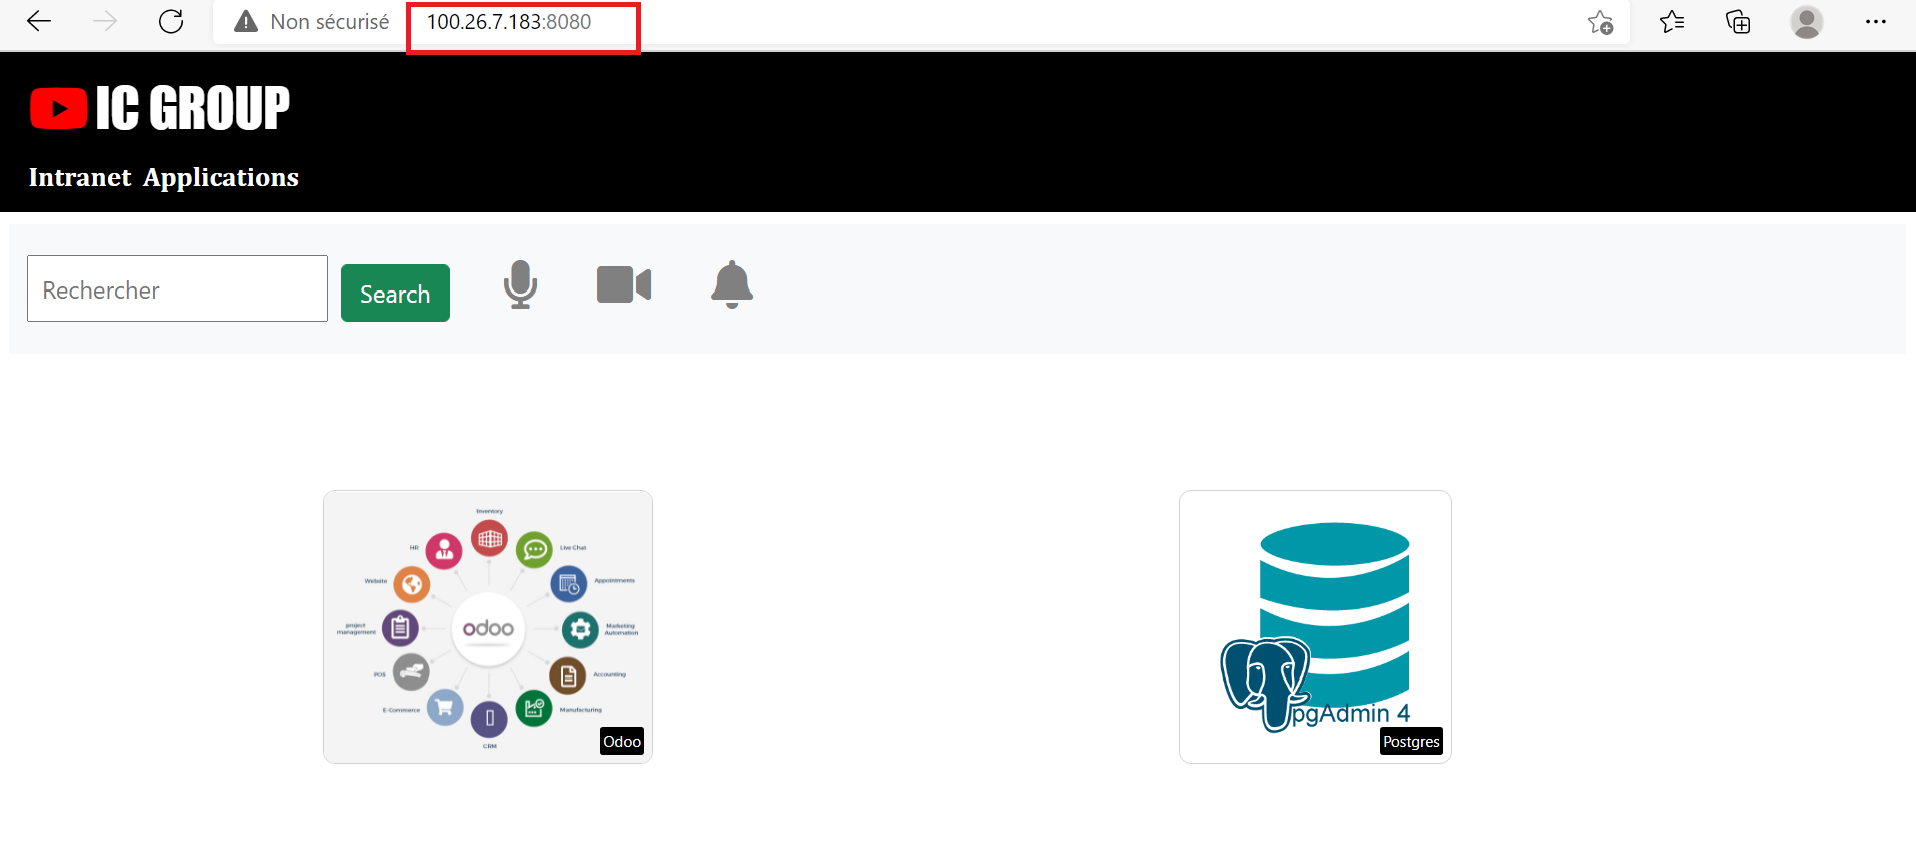 Non sécurisé 100.26.7.183:8080
IC GROUP
Intranet Applications
Rechercher
Search
Inventory
HR
Live Chat
Website
Appointments
project
management
odoo
Marketing
Automation
POS
Accounting
E-Commerce
Manufacturing
CRM
Odoo
pgAdmin 4
Postgres